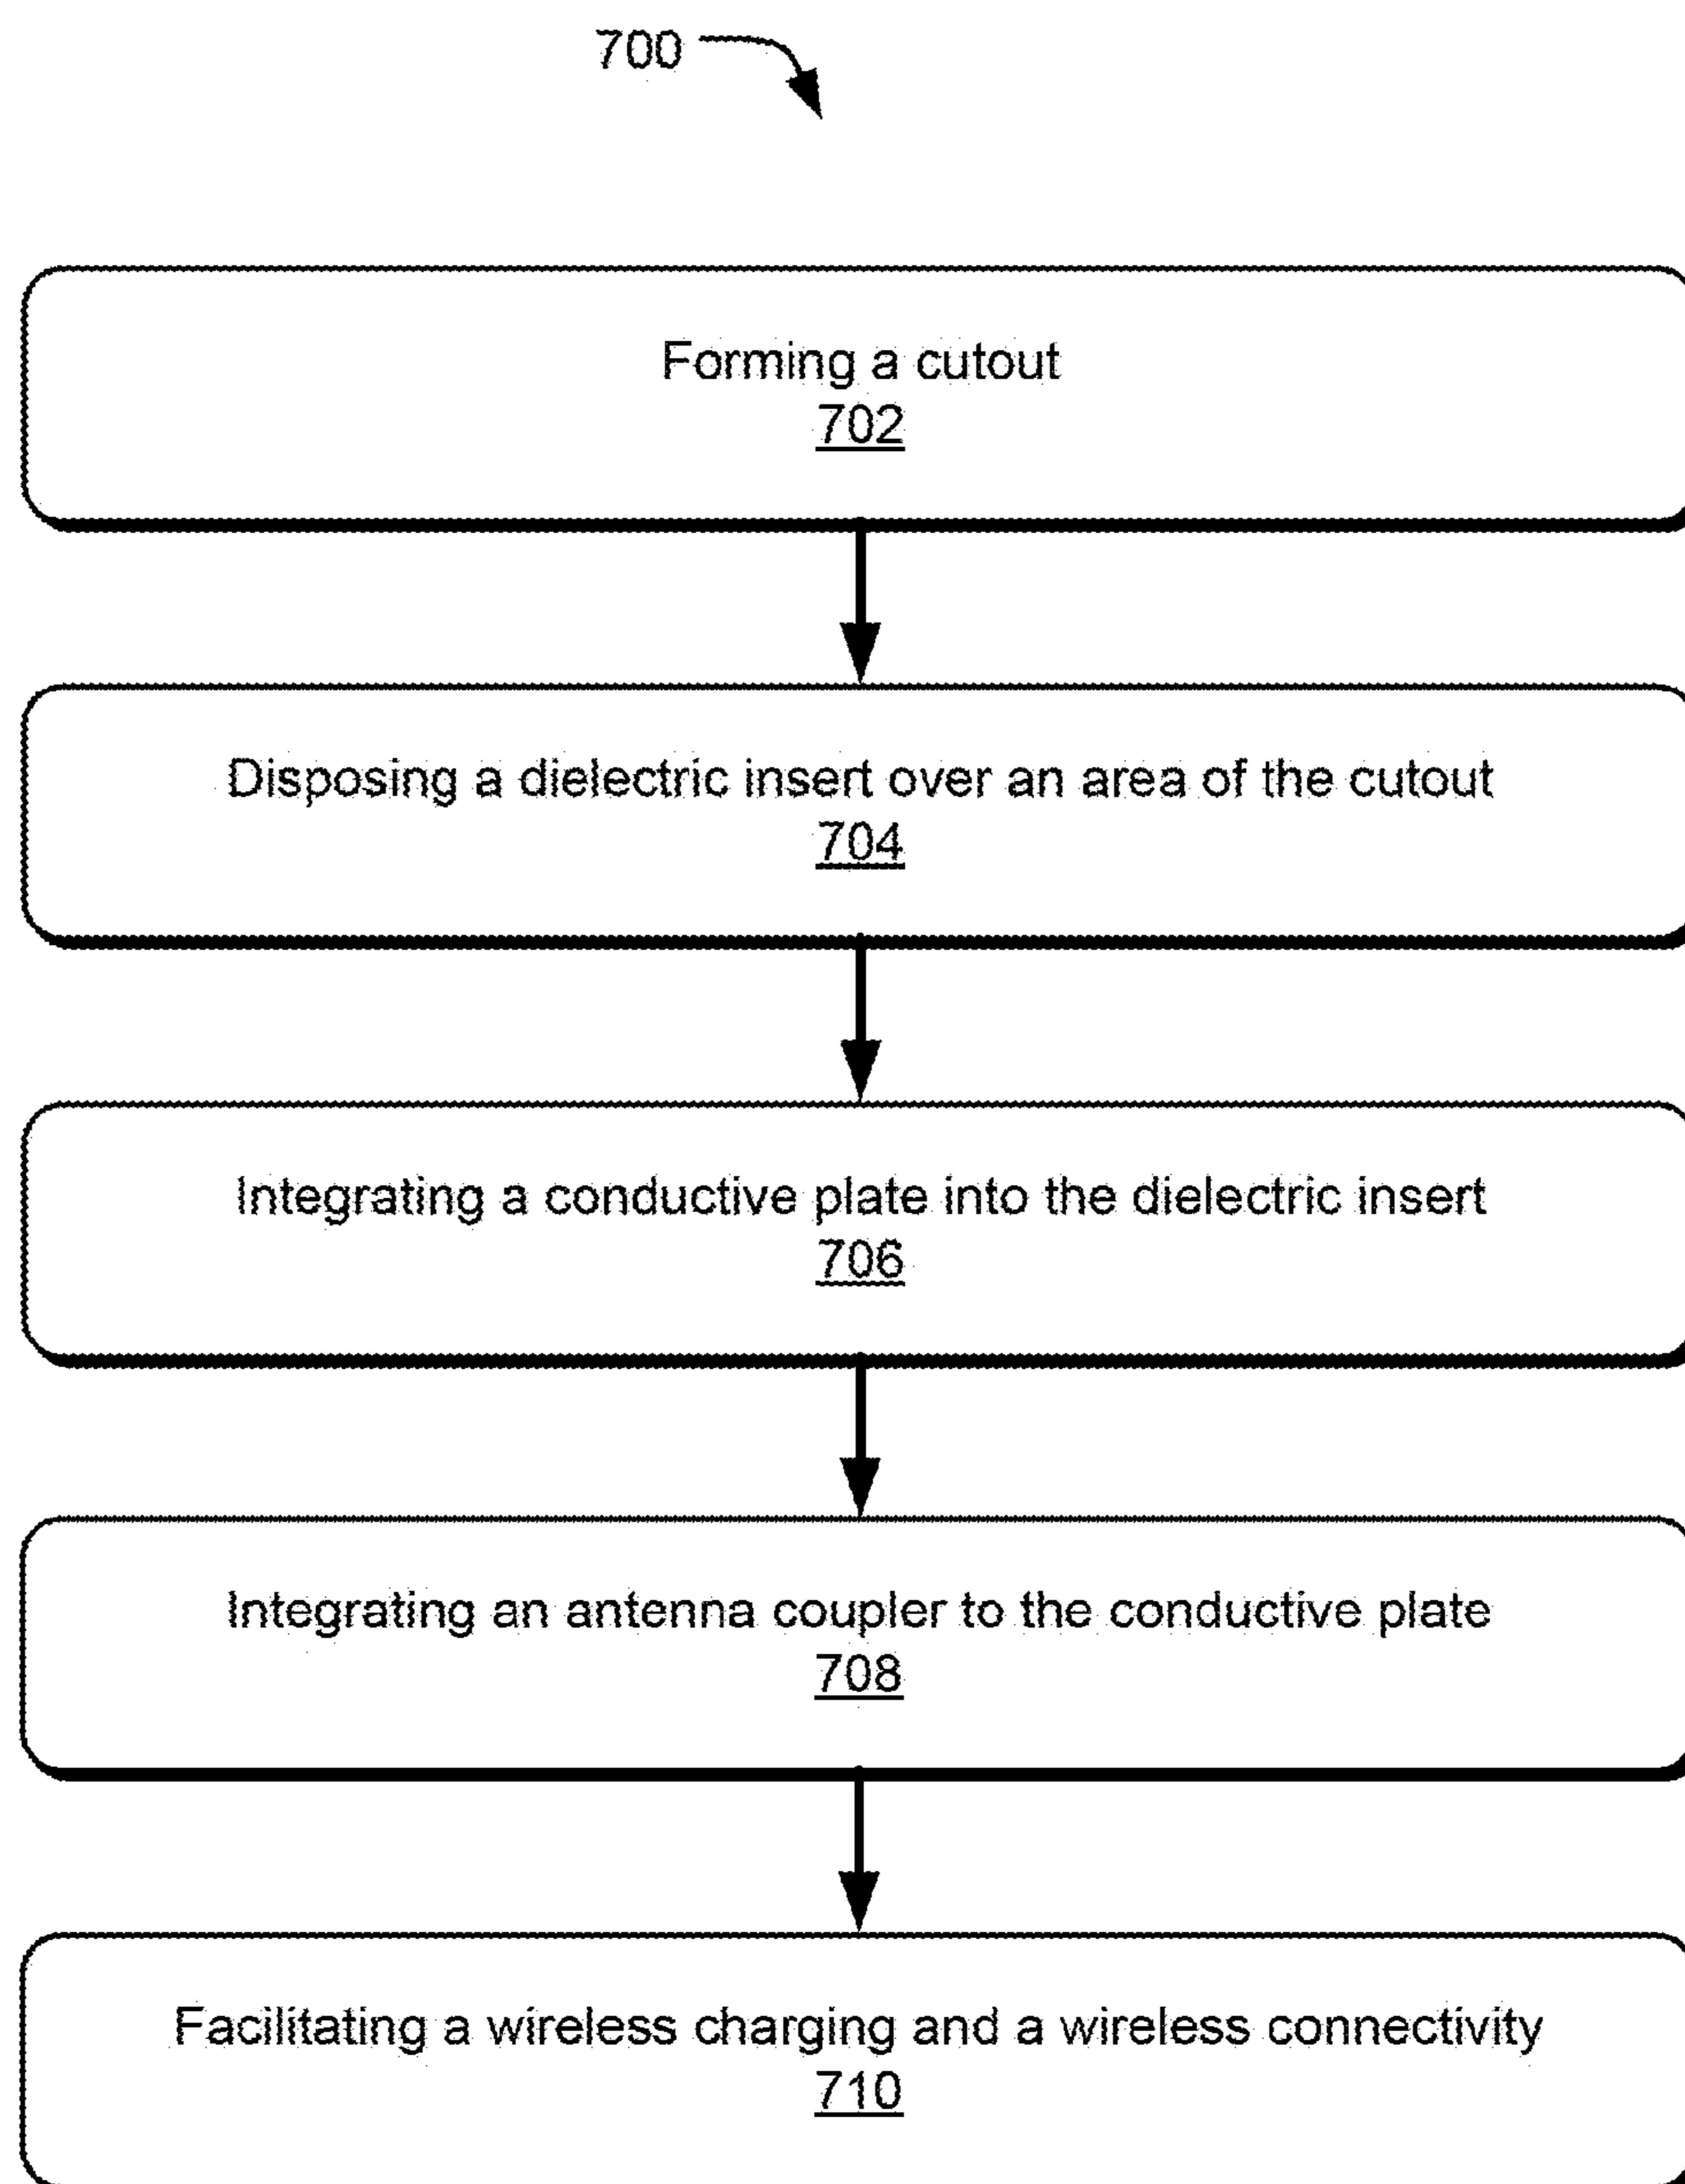 700
Forming a cutout
702
Disposing a dielectric insert over an area of the cutout
704
Integrating a conductive plate into the dielectric insert
706
Integrating an antenna coupler to the conductive plate
708
Facilitating a wireless charging and a wireless connectivity
710